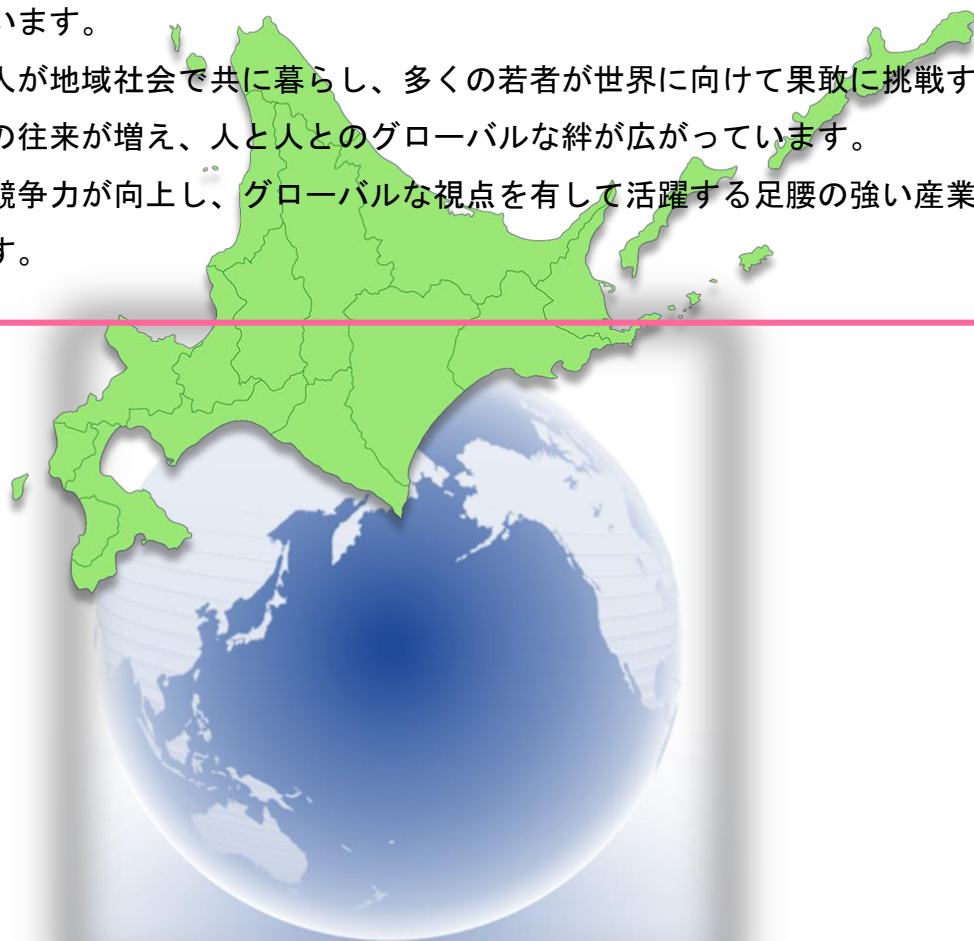 います。
人が地域社会で共に暮らし、多くの若者が世界に向けて果敢に挑戦す
の往来が増え、人と人とのグローバルな絆が広がっています。
競争力が向上し、グローバルな視点を有して活躍する足腰の強い産業
す。